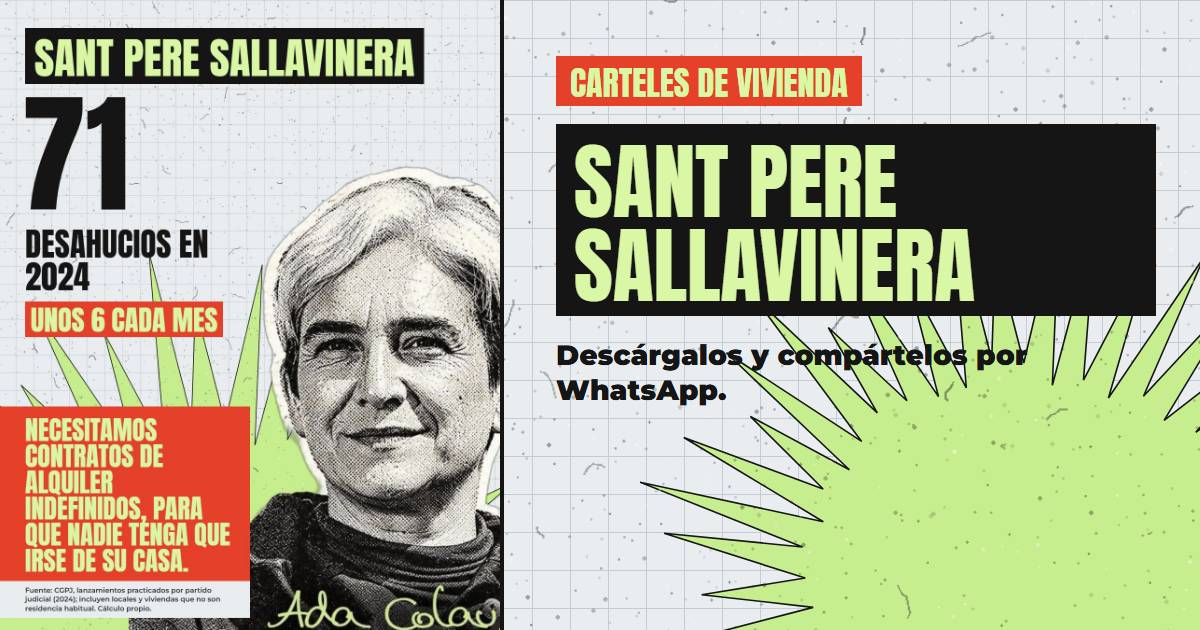 SANT PERE SALLAVINERA
71
DESAHUCIOS EN
2024
UNOS 6 CADA MES
NECESITAMOS
CONTRATOS DE
ALQUILER
INDEFINIDOS, PARA
QUE NADIE TENGA QUE
IRSE DE SU CASA.
Fuente: CGPJ, lanzamientos practicados por partido
judicial (2024); incluyen locales y viviendas que no son
residencia habitual. Cálculo propio.
Ada Colau
CARTELES DE VIVIENDA
SANT PERE
SALLAVINERA
Descárgalos y compártelos por
WhatsApp.